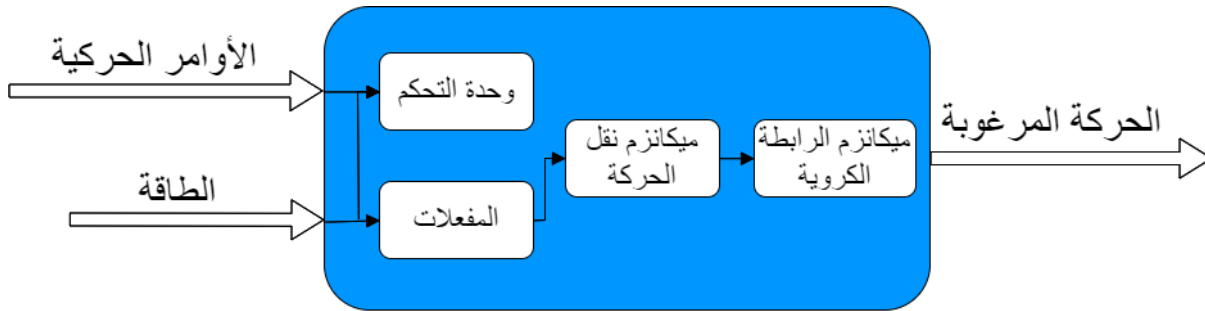 الأوامر الحركية
وحدة التحكم
الطاقة
المفعلات
ميكانزم نقل
الحركة
ميكانزم الرابطة
الكروية
الحركة المرغوبة